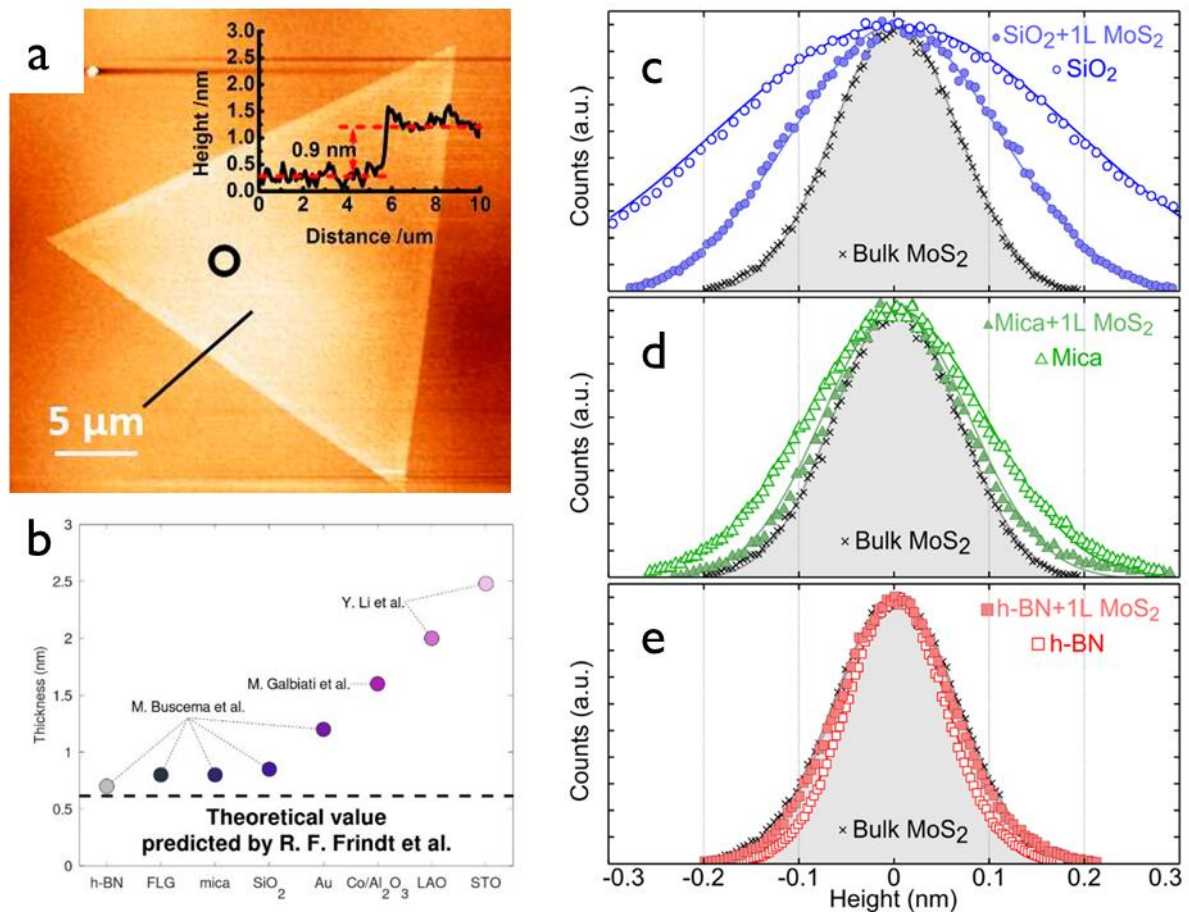 a
3.0
2.5
2.0
1.5
1.0
0.5
0.0
Height /nm
0.9 nm
0 2 4 6 8 10
Distance /um
5 µm
b
3
2.5
2
1.5
1
0.5
0
Thickness (nm)
Y. Li et al.
M. Galbiati et al.
M. Buscema et al.
Theoretical value
predicted by R. F. Frindt et al.
h-BN FLG mica SiO₂ Au Co/Al₂O₃ LAO STO
c
SiO₂+1L MoS₂
SiO₂
Counts (a.u.)
× Bulk MoS₂
d
Mica+1L MoS₂
Mica
Counts (a.u.)
× Bulk MoS₂
e
h-BN+1L MoS₂
h-BN
Counts (a.u.)
× Bulk MoS₂
-0.3 -0.2 -0.1 0 0.1 0.2 0.3
Height (nm)